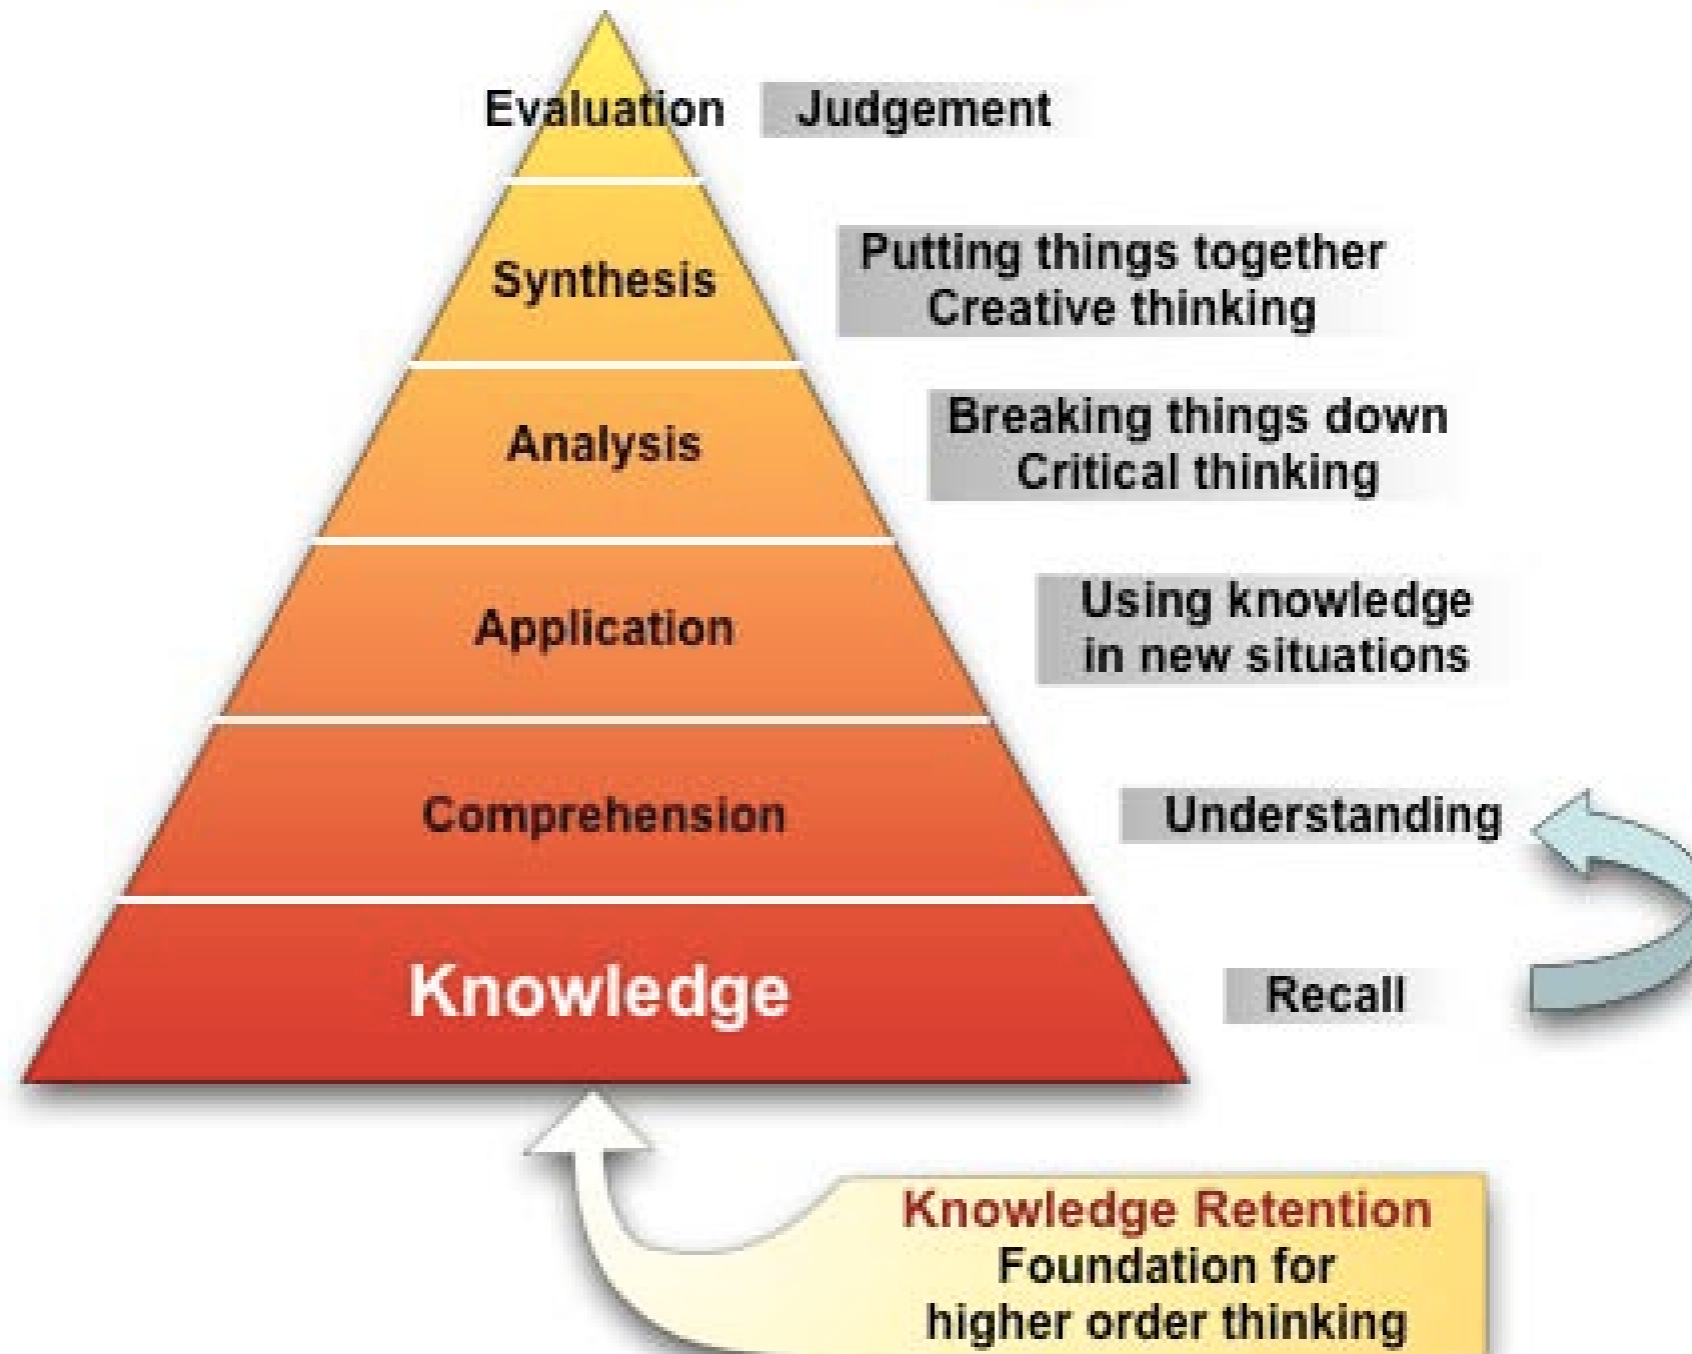 Evaluation
Judgement
Synthesis
Putting things together
Creative thinking
Analysis
Breaking things down
Critical thinking
Application
Using knowledge
in new situations
Comprehension
Understanding
Knowledge
Recall
Knowledge Retention
Foundation for
higher order thinking